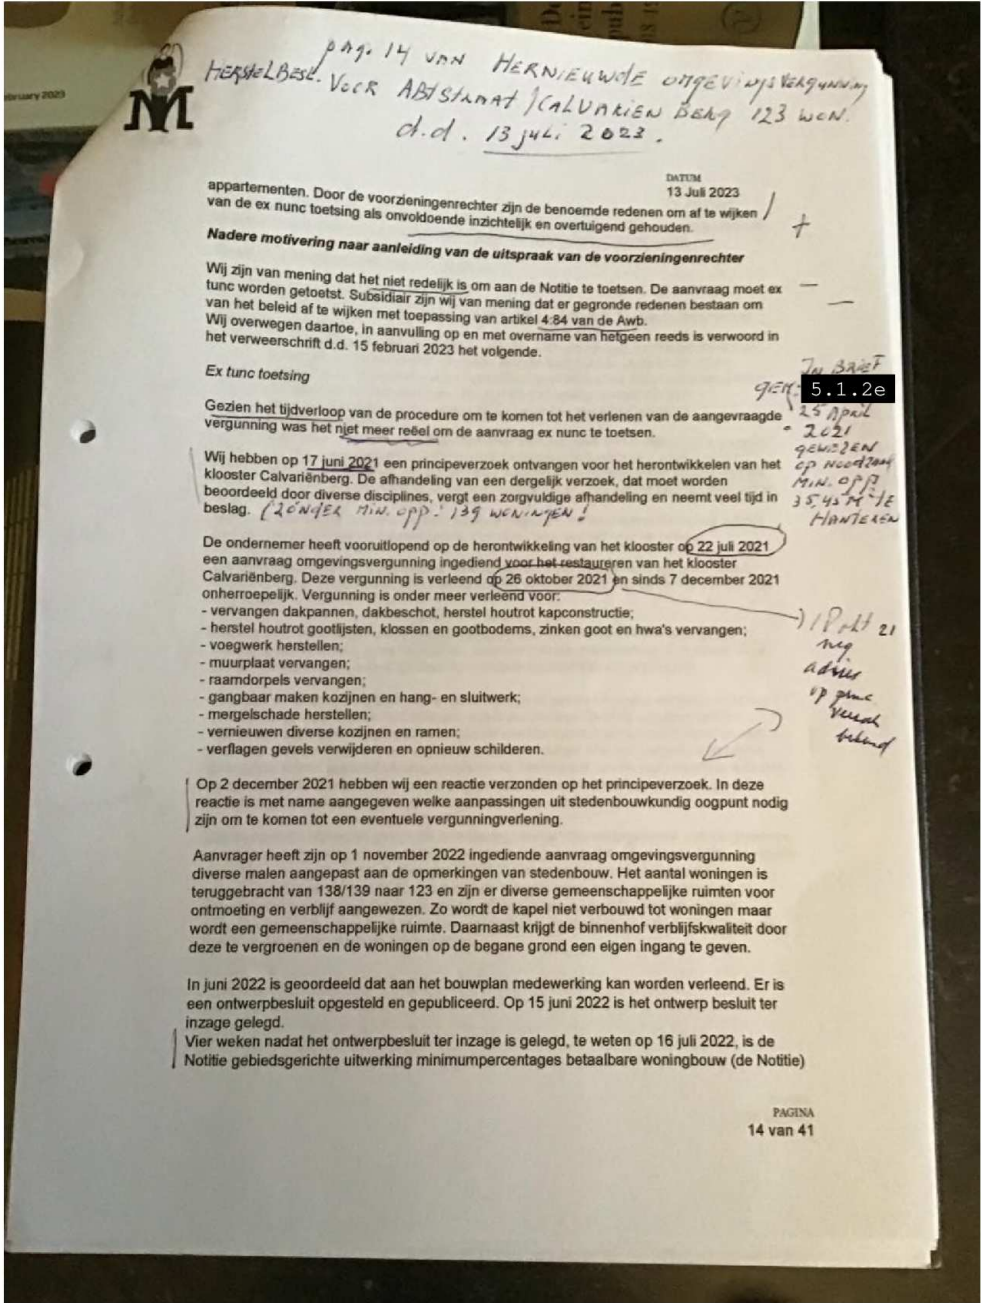 ebruary 2023
M
pag. 14 van HERNIEUWDE omgevingsVERGUNNING
HERSTELBESL. VOOR ABTSTRAAT / CALVARIËN BERG 123 WON.
d.d. 13 juli 2023.
DATUM
13 Juli 2023
appartementen. Door de voorzieningenrechter zijn de benoemde redenen om af te wijken
van de ex nunc toetsing als onvoldoende inzichtelijk en overtuigend gehouden.
+
Nadere motivering naar aanleiding van de uitspraak van de voorzieningenrechter
Wij zijn van mening dat het niet redelijk is om aan de Notitie te toetsen. De aanvraag moet ex
tunc worden getoetst. Subsidiair zijn wij van mening dat er gegronde redenen bestaan om
van het beleid af te wijken met toepassing van artikel 4:84 van de Awb.
Wij overwegen daartoe, in aanvulling op en met overname van hetgeen reeds is verwoord in
het verweerschrift d.d. 15 februari 2023 het volgende.
Ex tunc toetsing
IN BRIEF
GEM.
5.1.2e
25 April
2021
GEWEZEN
OP NOODZAAK
MIN. OPP.
35,45 M² TE
HANTEREN
Gezien het tijdverloop van de procedure om te komen tot het verlenen van de aangevraagde
vergunning was het niet meer reëel om de aanvraag ex nunc te toetsen.
Wij hebben op 17 juni 2021 een principeverzoek ontvangen voor het herontwikkelen van het
klooster Calvariënberg. De afhandeling van een dergelijk verzoek, dat moet worden
beoordeeld door diverse disciplines, vergt een zorgvuldige afhandeling en neemt veel tijd in
beslag. (ZONDER MIN. OPP: 139 WONINGEN!
De ondernemer heeft vooruitlopend op de herontwikkeling van het klooster op 22 juli 2021
een aanvraag omgevingsvergunning ingediend voor het restaureren van het klooster
Calvariënberg. Deze vergunning is verleend op 26 oktober 2021 en sinds 7 december 2021
onherroepelijk. Vergunning is onder meer verleend voor:
- vervangen dakpannen, dakbeschot, herstel houtrot kapconstructie;
- herstel houtrot gootlijsten, klossen en gootbodems, zinken goot en hwa's vervangen;
- voegwerk herstellen;
- muurplaat vervangen;
- raamdorpels vervangen;
- gangbaar maken kozijnen en hang- en sluitwerk;
- mergelschade herstellen;
- vernieuwen diverse kozijnen en ramen;
- verflagen gevels verwijderen en opnieuw schilderen.
okt 21
neg
advies
op princ
verzoek
bekend
Op 2 december 2021 hebben wij een reactie verzonden op het principeverzoek. In deze
reactie is met name aangegeven welke aanpassingen uit stedenbouwkundig oogpunt nodig
zijn om te komen tot een eventuele vergunningverlening.
Aanvrager heeft zijn op 1 november 2022 ingediende aanvraag omgevingsvergunning
diverse malen aangepast aan de opmerkingen van stedenbouw. Het aantal woningen is
teruggebracht van 138/139 naar 123 en zijn er diverse gemeenschappelijke ruimten voor
ontmoeting en verblijf aangewezen. Zo wordt de kapel niet verbouwd tot woningen maar
wordt een gemeenschappelijke ruimte. Daarnaast krijgt de binnenhof verblijfskwaliteit door
deze te vergroenen en de woningen op de begane grond een eigen ingang te geven.
In juni 2022 is geoordeeld dat aan het bouwplan medewerking kan worden verleend. Er is
een ontwerpbesluit opgesteld en gepubliceerd. Op 15 juni 2022 is het ontwerp besluit ter
inzage gelegd.
Vier weken nadat het ontwerpbesluit ter inzage is gelegd, te weten op 16 juli 2022, is de
Notitie gebiedsgerichte uitwerking minimumpercentages betaalbare woningbouw (de Notitie)
PAGINA
14 van 41